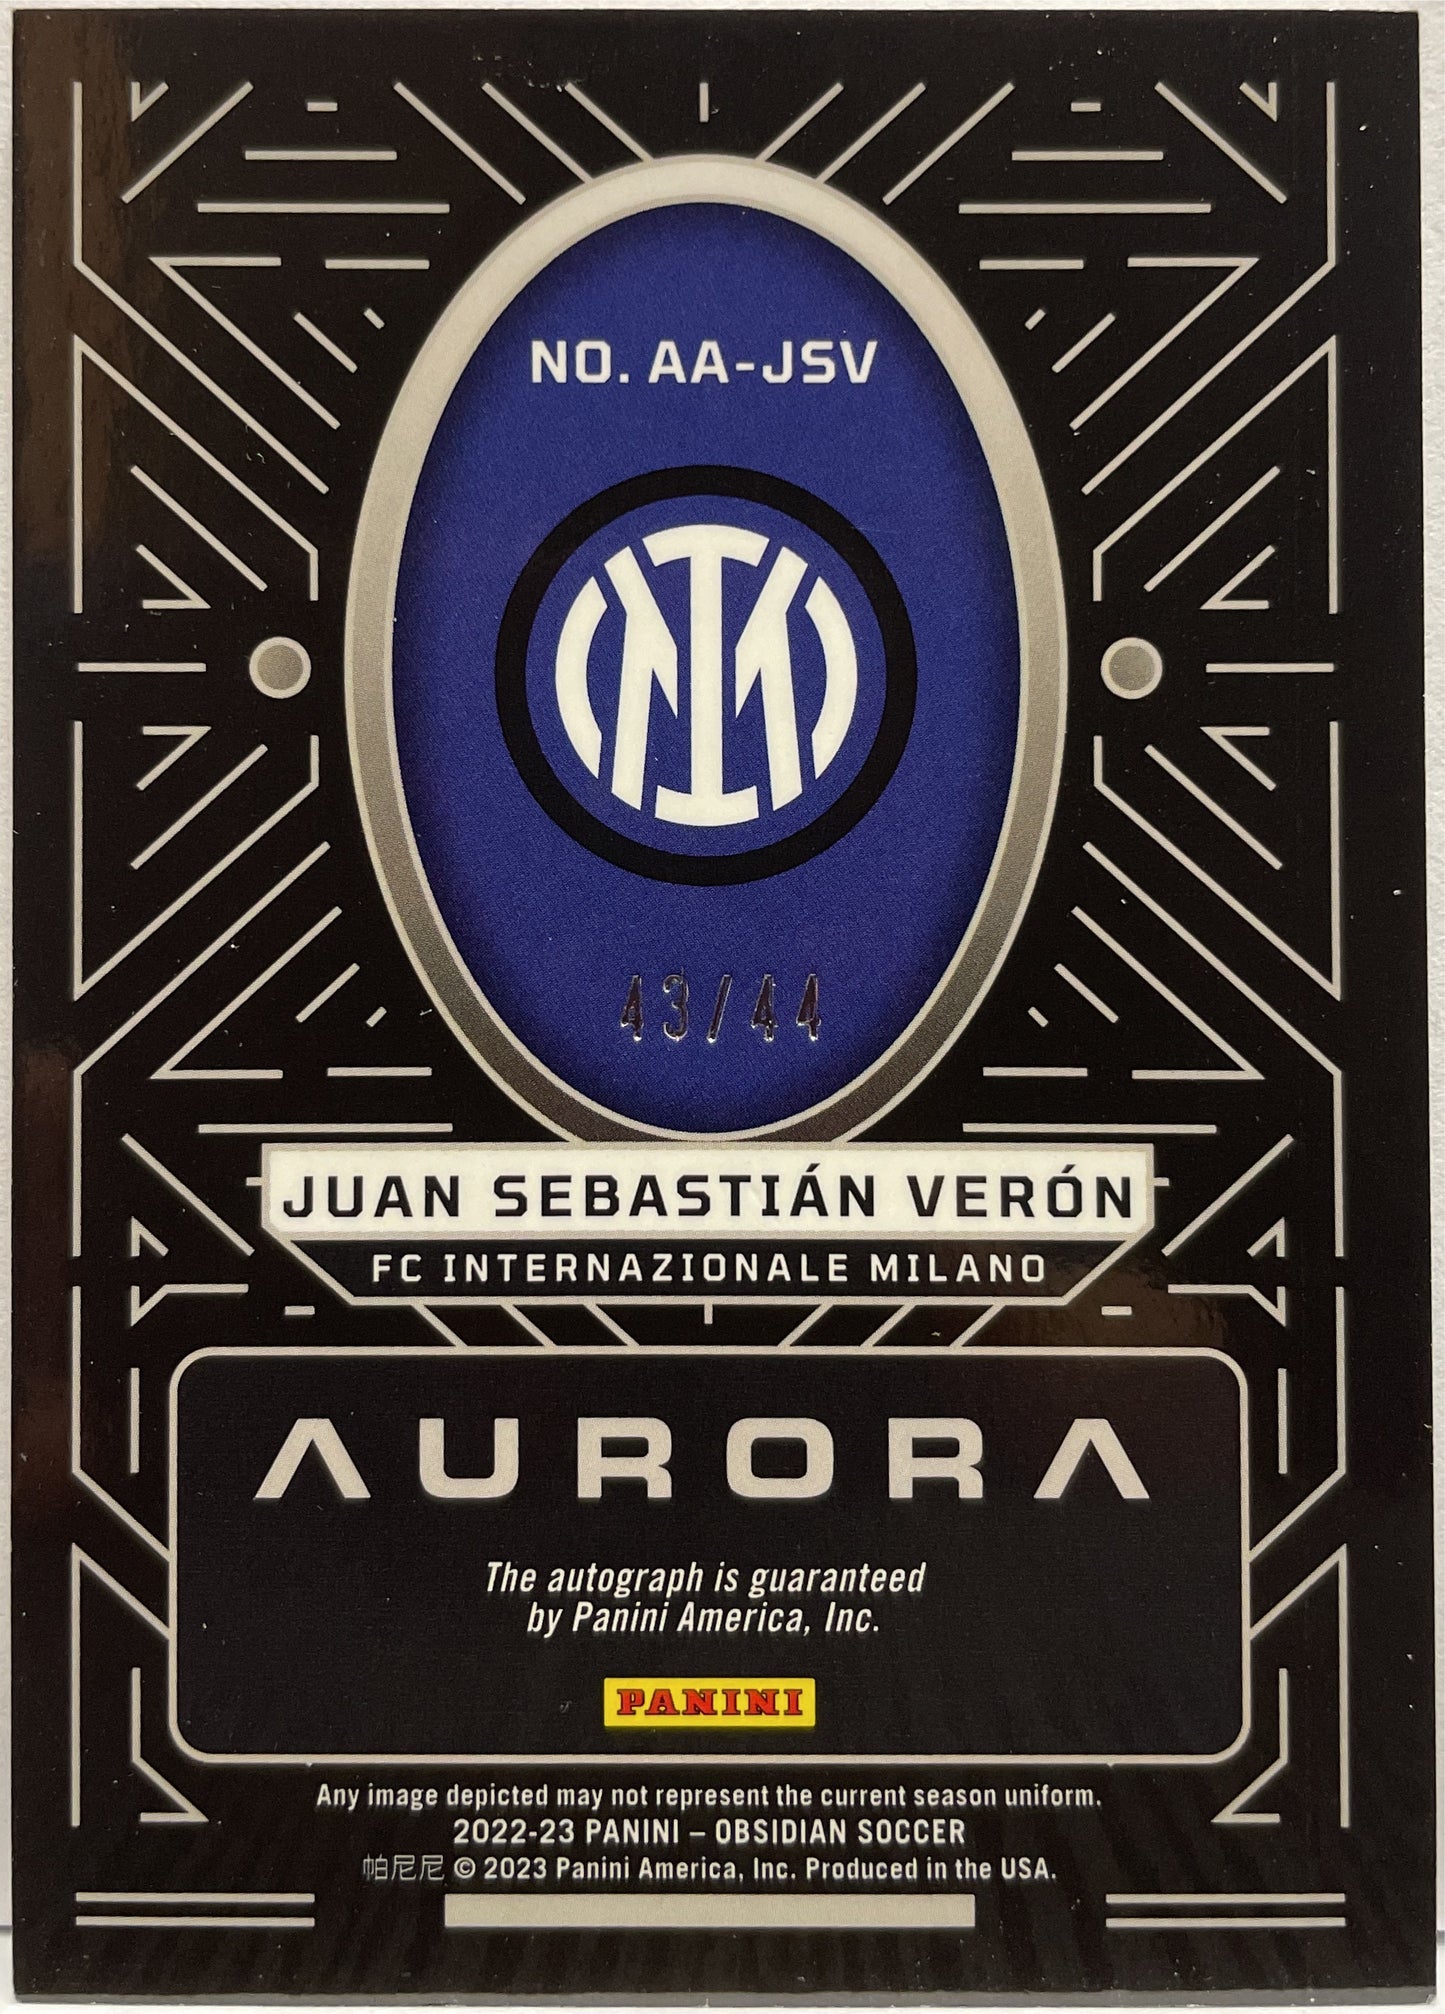 NO. AA-JSV
IM
43/44
JUAN SEBASTIÁN VERÓN
FC INTERNAZIONALE MILANO
AURORA
The autograph is guaranteed
by Panini America, Inc.
PANINI
Any image depicted may not represent the current season uniform.
2022-23 PANINI – OBSIDIAN SOCCER
帕尼尼 © 2023 Panini America, Inc. Produced in the USA.